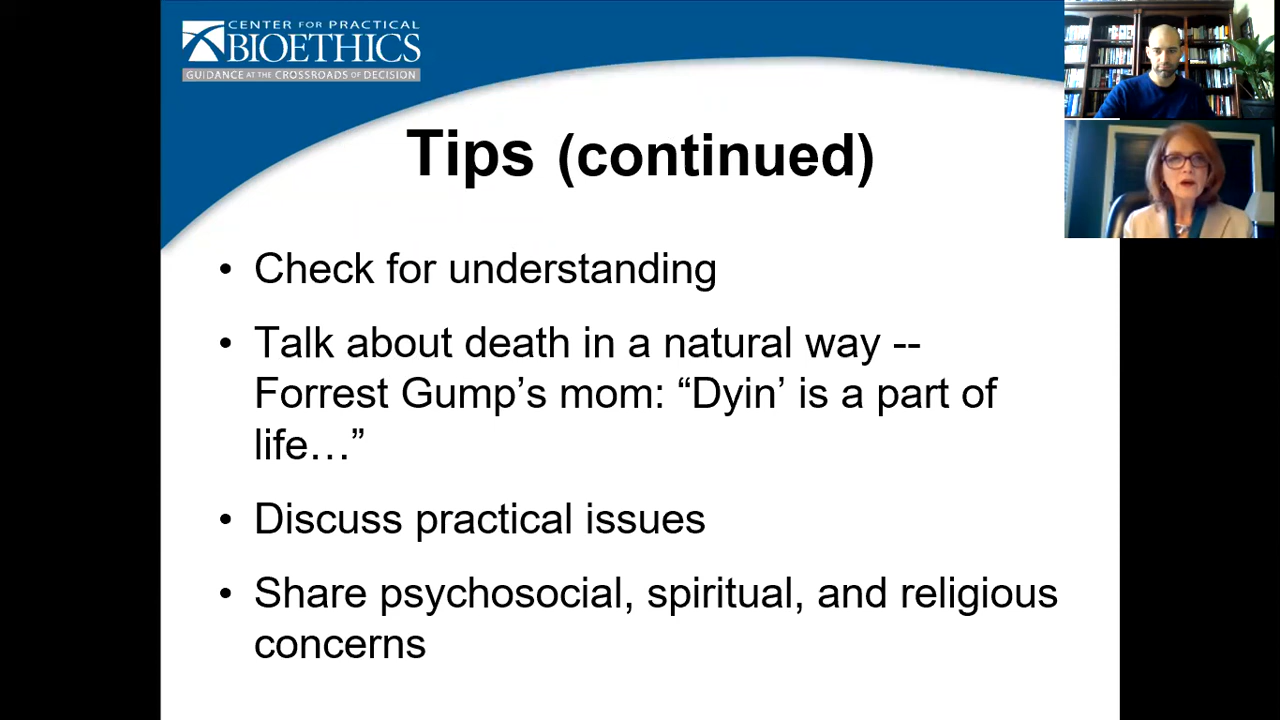 CENTER FOR PRACTICAL
BIOETHICS
GUIDANCE AT THE CROSSROADS OF DECISION
Tips (continued)
• Check for understanding
• Talk about death in a natural way --
Forrest Gump’s mom: “Dyin’ is a part of
life…”
• Discuss practical issues
• Share psychosocial, spiritual, and religious
concerns